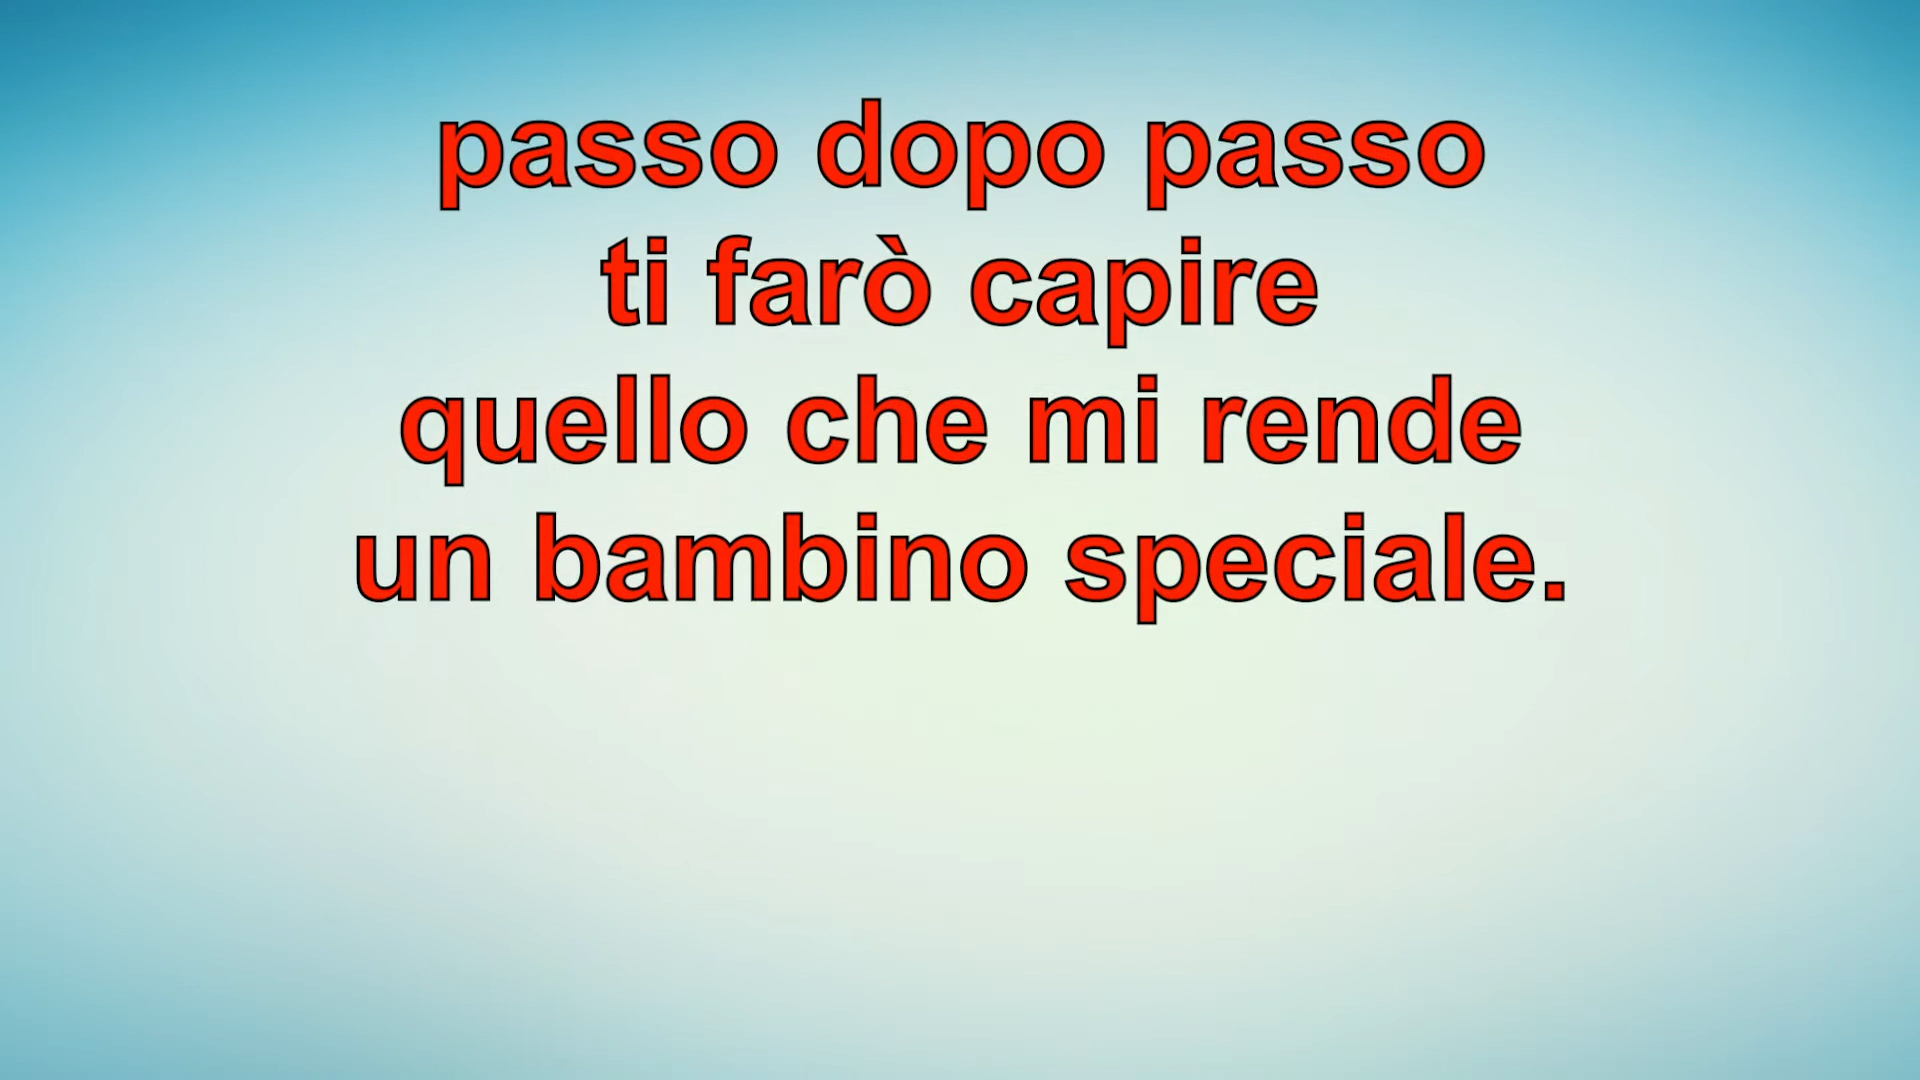 passo dopo passo
ti farò capire
quello che mi rende
un bambino speciale.